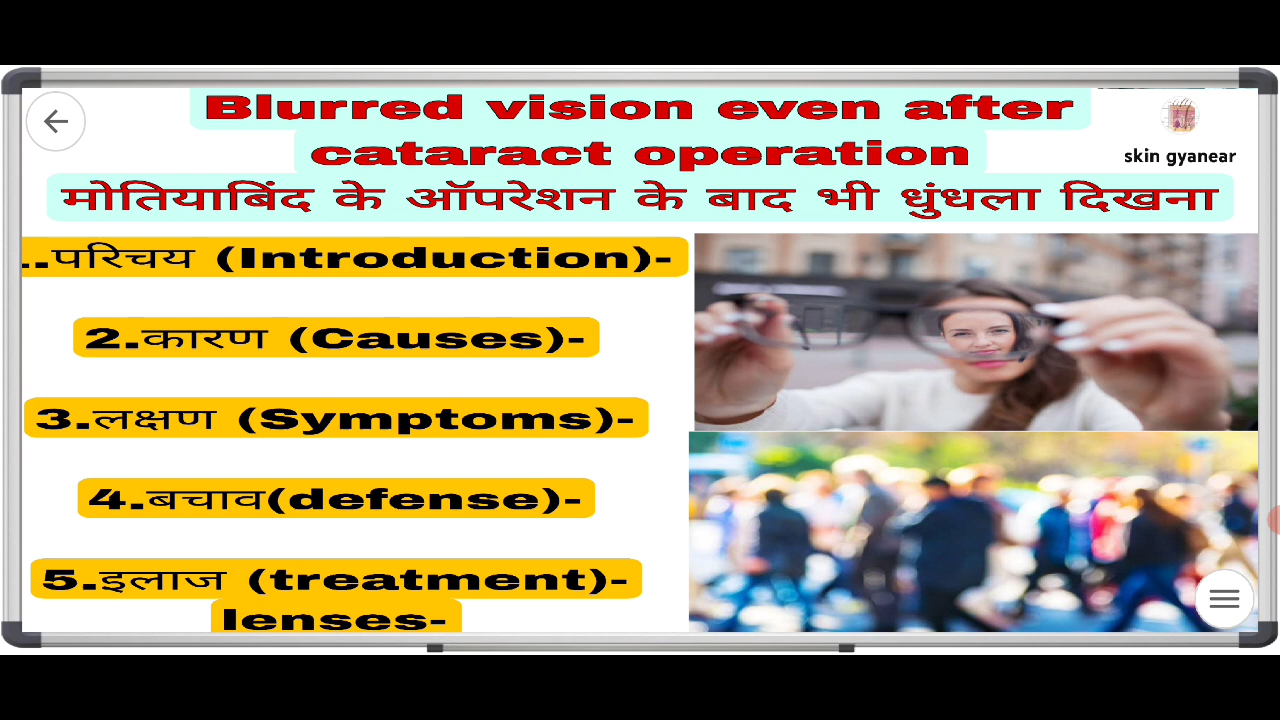 Blurred vision even after
cataract operation
मोतियाबिंद के ऑपरेशन के बाद भी धुंधला दिखना
skin gyanear
..परिचय (Introduction)-
2.कारण (Causes)-
3.लक्षण (Symptoms)-
4.बचाव(defense)-
5.इलाज (treatment)-
lenses-